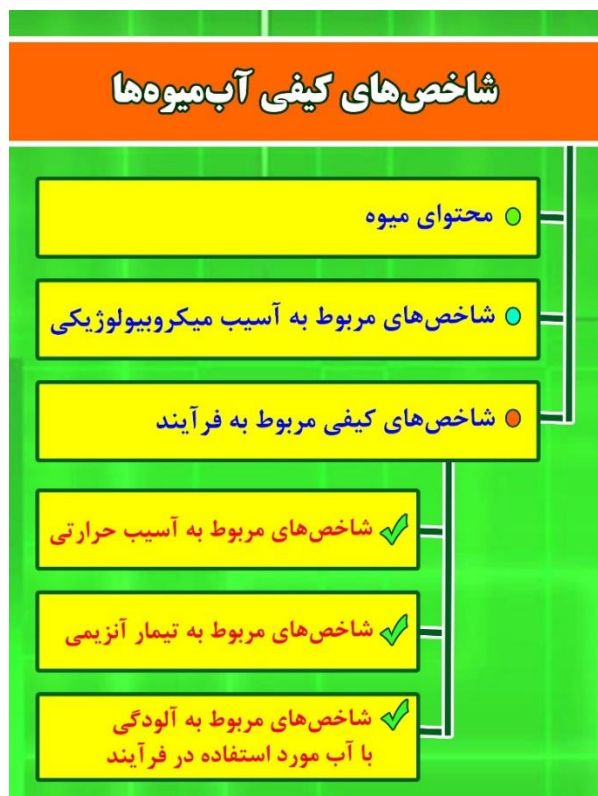 شاخص‌های کیفی آب‌میوه‌ها
محتوای میوه
شاخص‌های مربوط به آسیب میکروبیولوژیکی
شاخص‌های کیفی مربوط به فرآیند
شاخص‌های مربوط به آسیب حرارتی
شاخص‌های مربوط به تیمار آنزیمی
شاخص‌های مربوط به آلودگی
با آب مورد استفاده در فرآیند